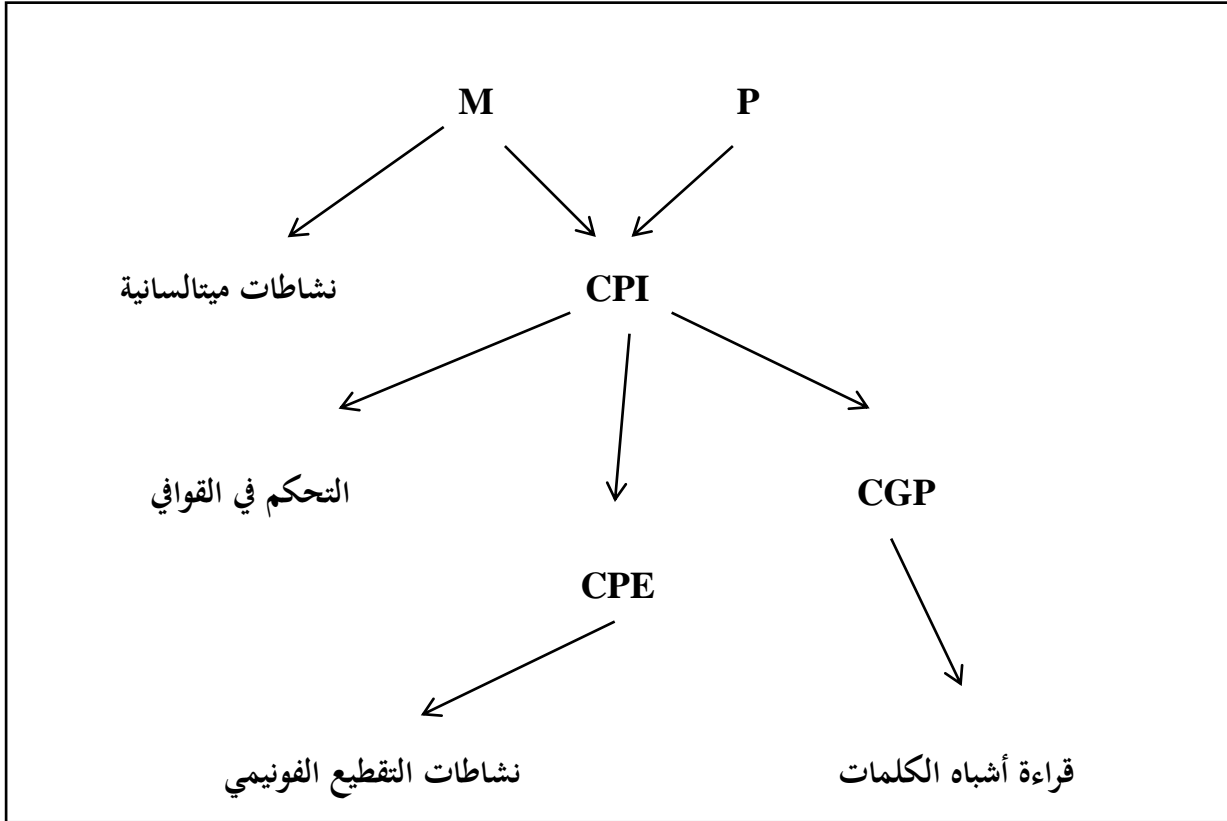 M
P
نشاطات ميتالسانية
CPI
التحكم في القوافي
CGP
CPE
نشاطات التقطيع الفونيمي
قراءة أشباه الكلمات